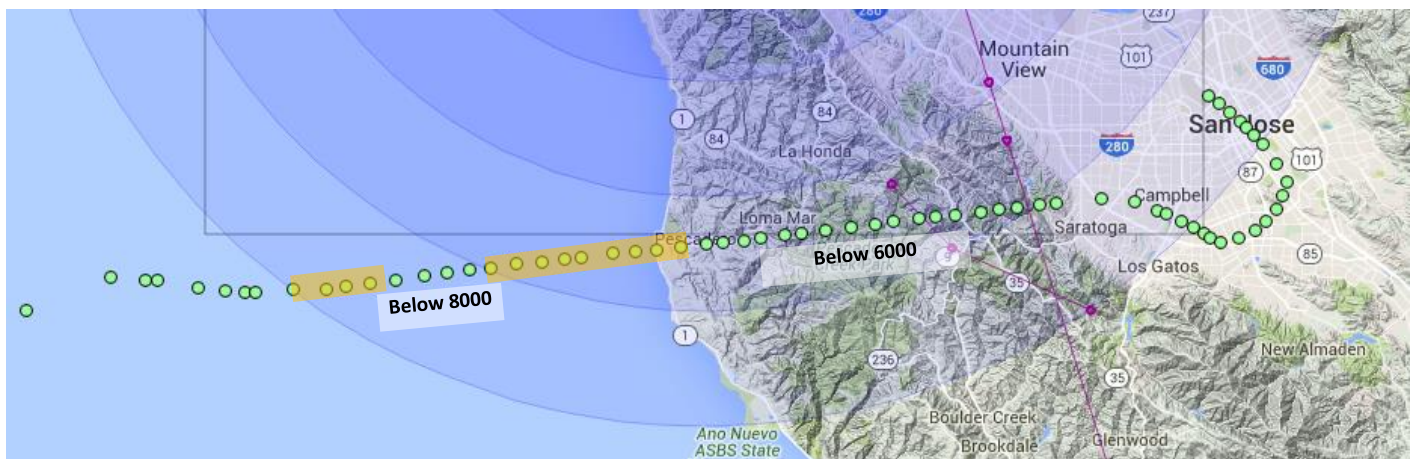 280
237
Mountain
View
101
680
San Jose
1
84
84
280
La Honda
101
87
Campbell
Loma Mar
Pescadero
Saratoga
Below 6000
9
85
Los Gatos
Below 8000
35
1
236
New Almaden
35
Boulder Creek
Ano Nuevo
ASBS State
Brookdale
Glenwood